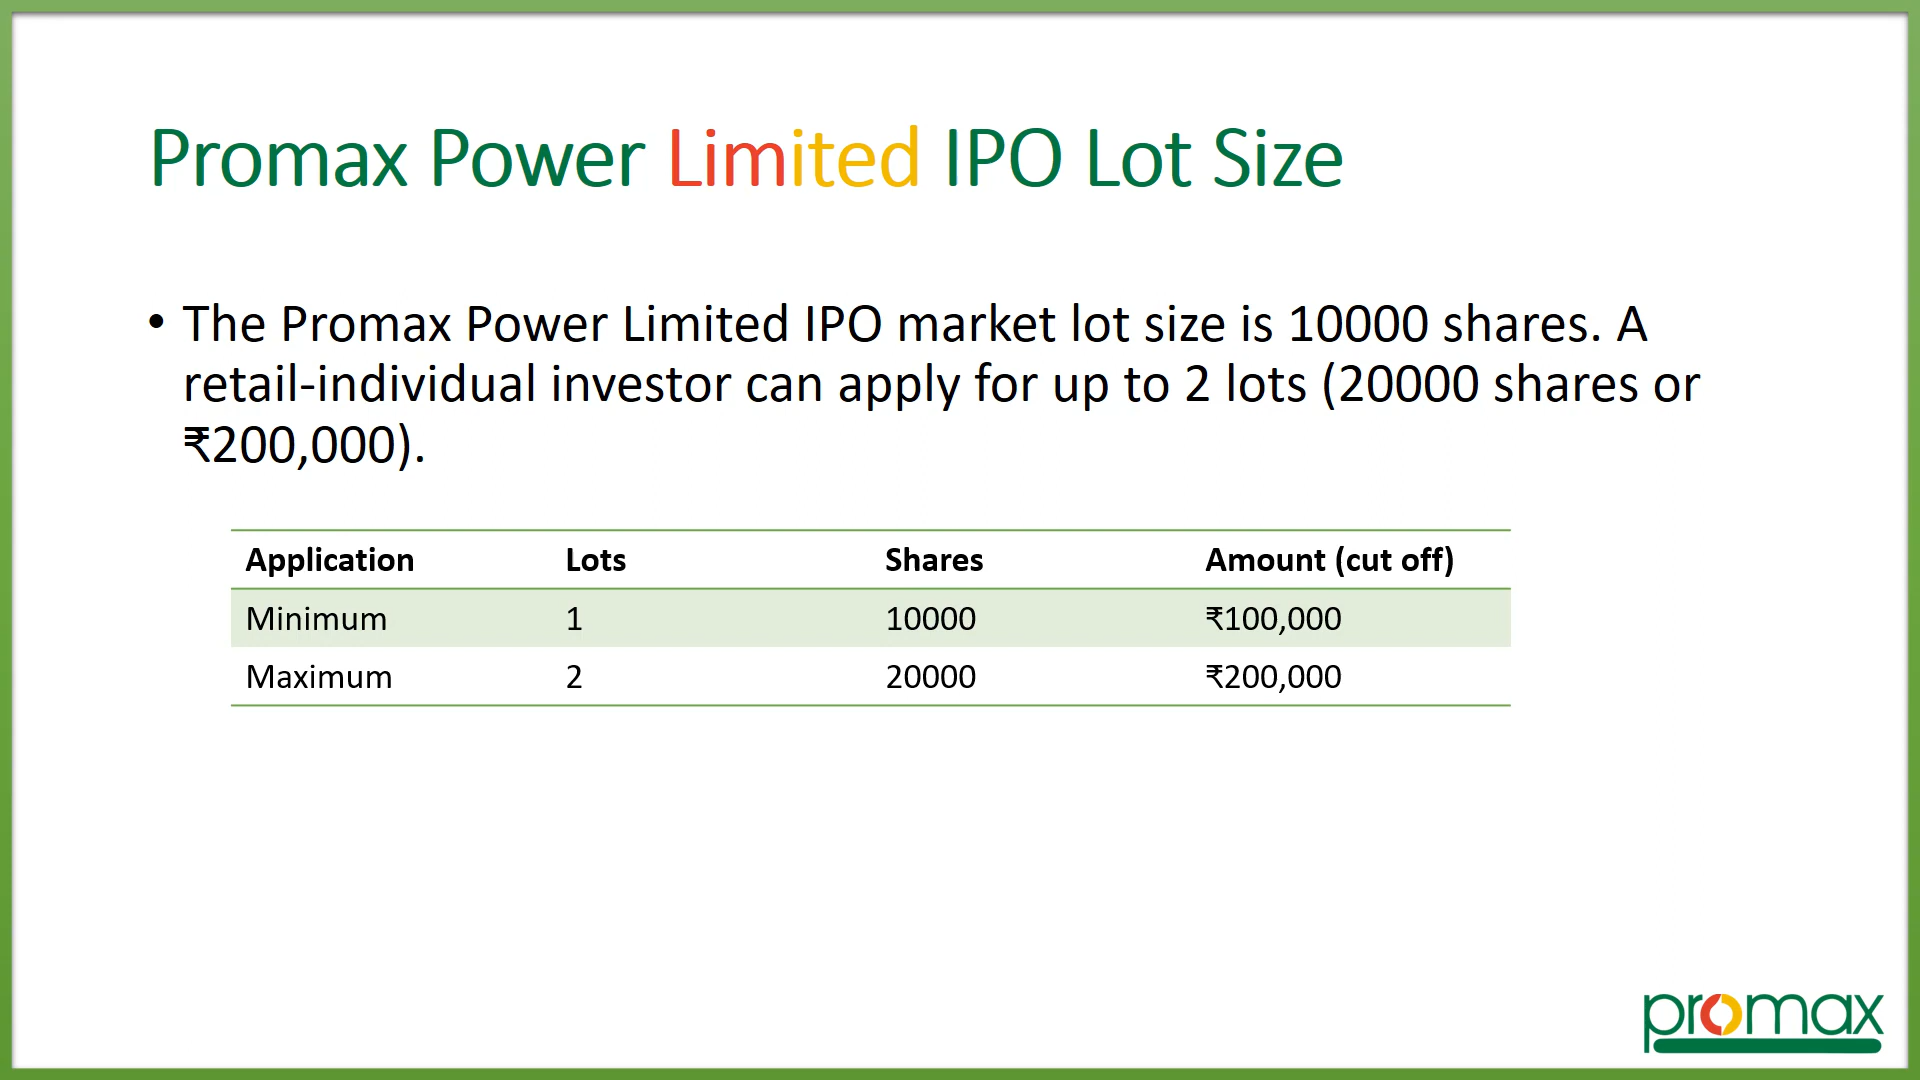 Promax Power Limited IPO Lot Size
• The Promax Power Limited IPO market lot size is 10000 shares. A
retail-individual investor can apply for up to 2 lots (20000 shares or
₹200,000).
Application Lots Shares Amount (cut off)
Minimum 1 10000 ₹100,000
Maximum 2 20000 ₹200,000
promax